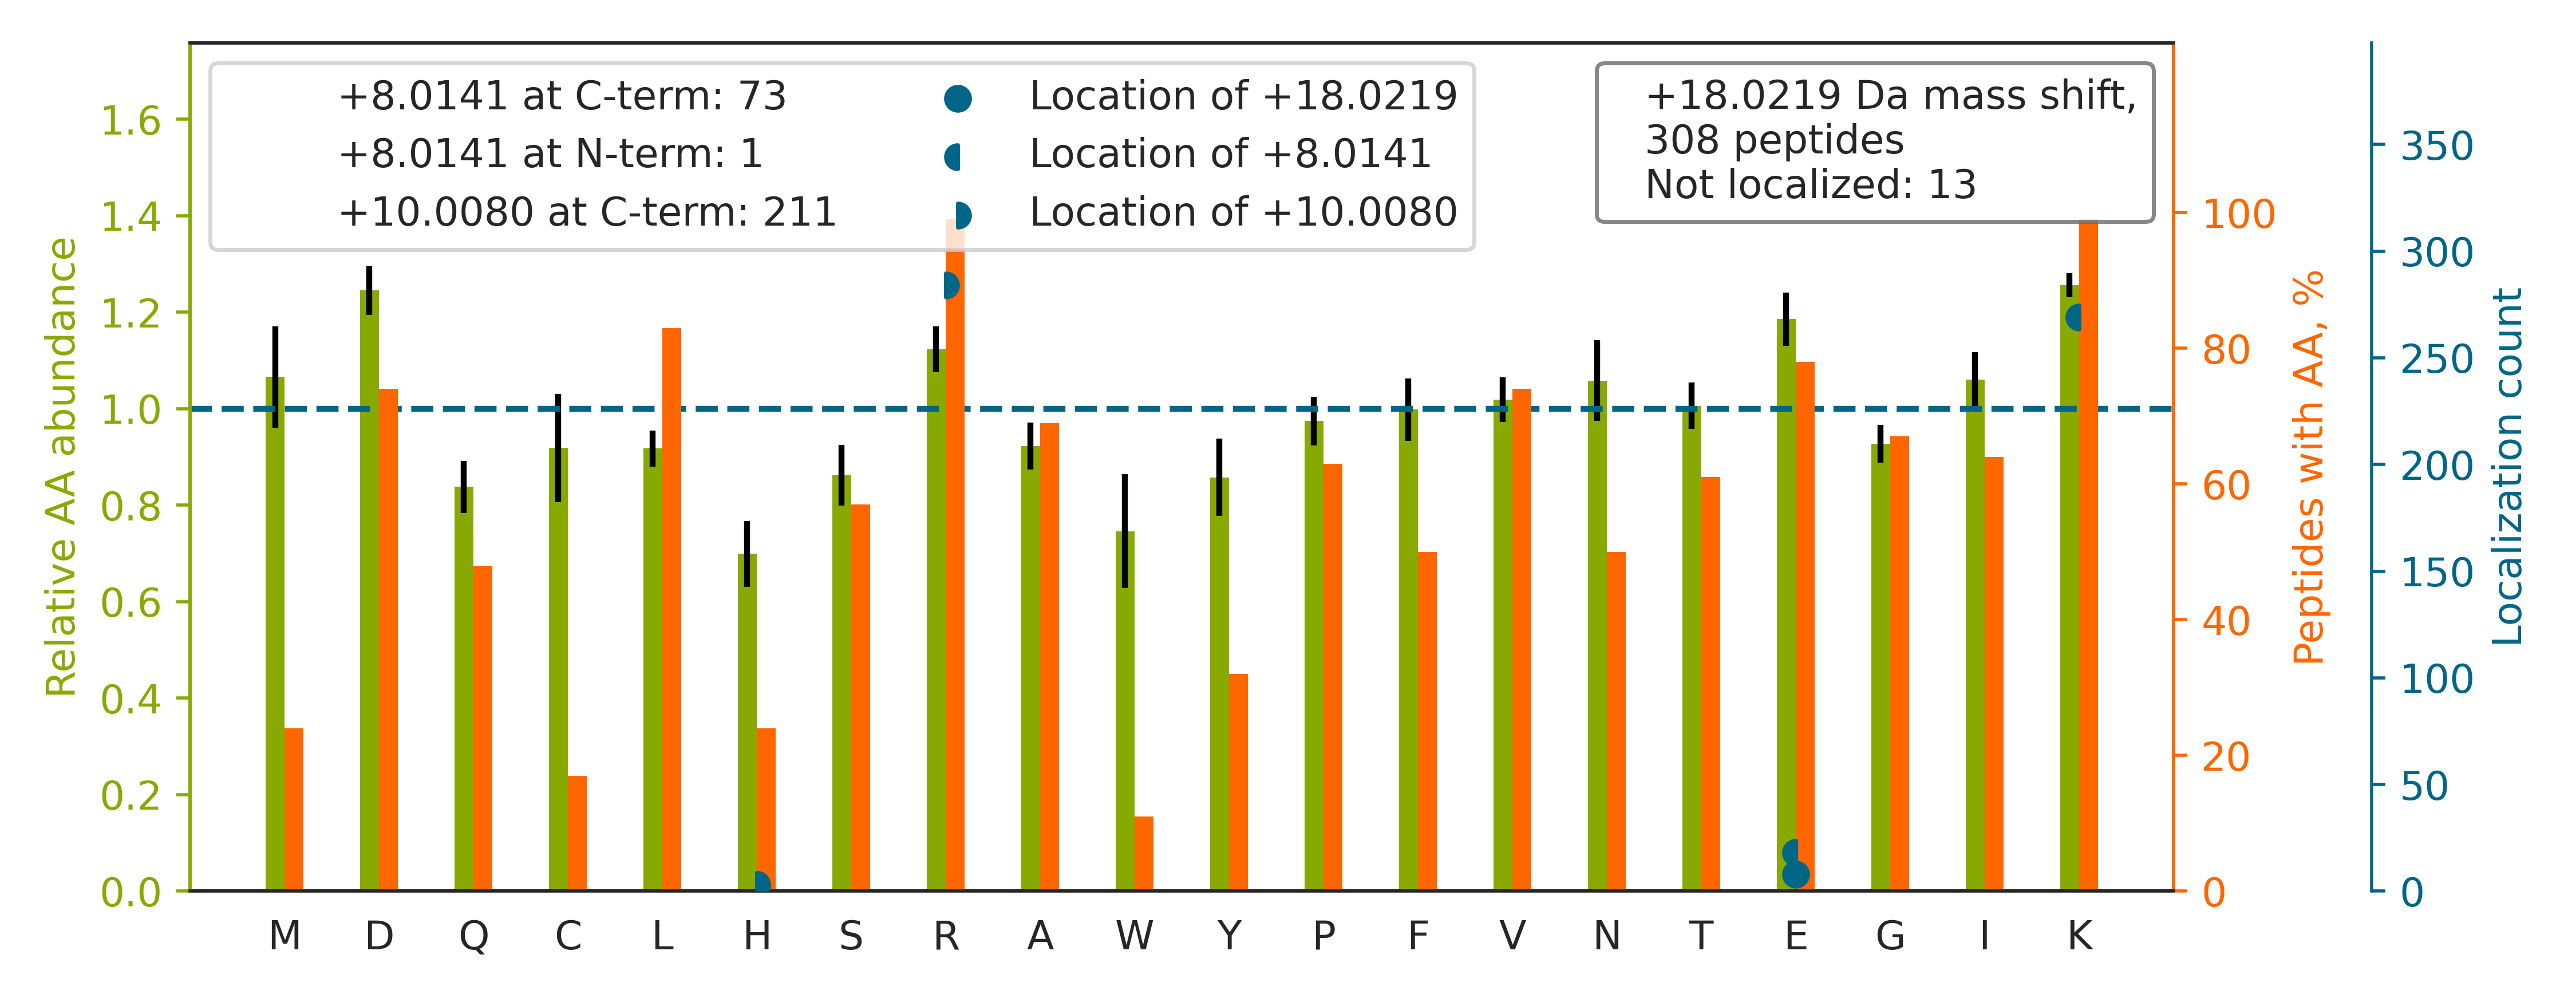 +8.0141 at C-term: 73
+8.0141 at N-term: 1
+10.0080 at C-term: 211
Location of +18.0219
Location of +8.0141
Location of +10.0080
+18.0219 Da mass shift,
308 peptides
Not localized: 13
Relative AA abundance
1.6
1.4
1.2
1.0
0.8
0.6
0.4
0.2
0.0
M D Q C L H S R A W Y P F V N T E G I K
100
80
60
40
20
0
Peptides with AA, %
350
300
250
200
150
100
50
0
Localization count